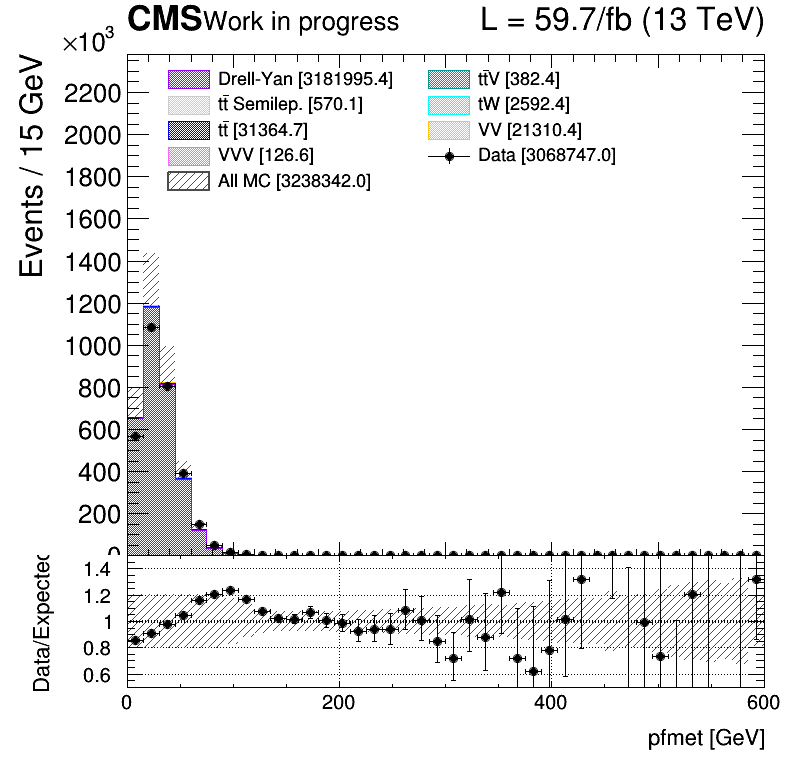 CMS Work in progress L = 59.7/fb (13 TeV)
×10³
Events / 15 GeV
Drell-Yan [3181995.4]
tt̄ Semilep. [570.1]
tt̄ [31364.7]
VVV [126.6]
All MC [3238342.0]
tt̄V [382.4]
tW [2592.4]
VV [21310.4]
Data [3068747.0]
2200
2000
1800
1600
1400
1200
1000
800
600
400
200
0
Data/Expected
1.4
1.2
1
0.8
0.6
0 200 400 600
pfmet [GeV]